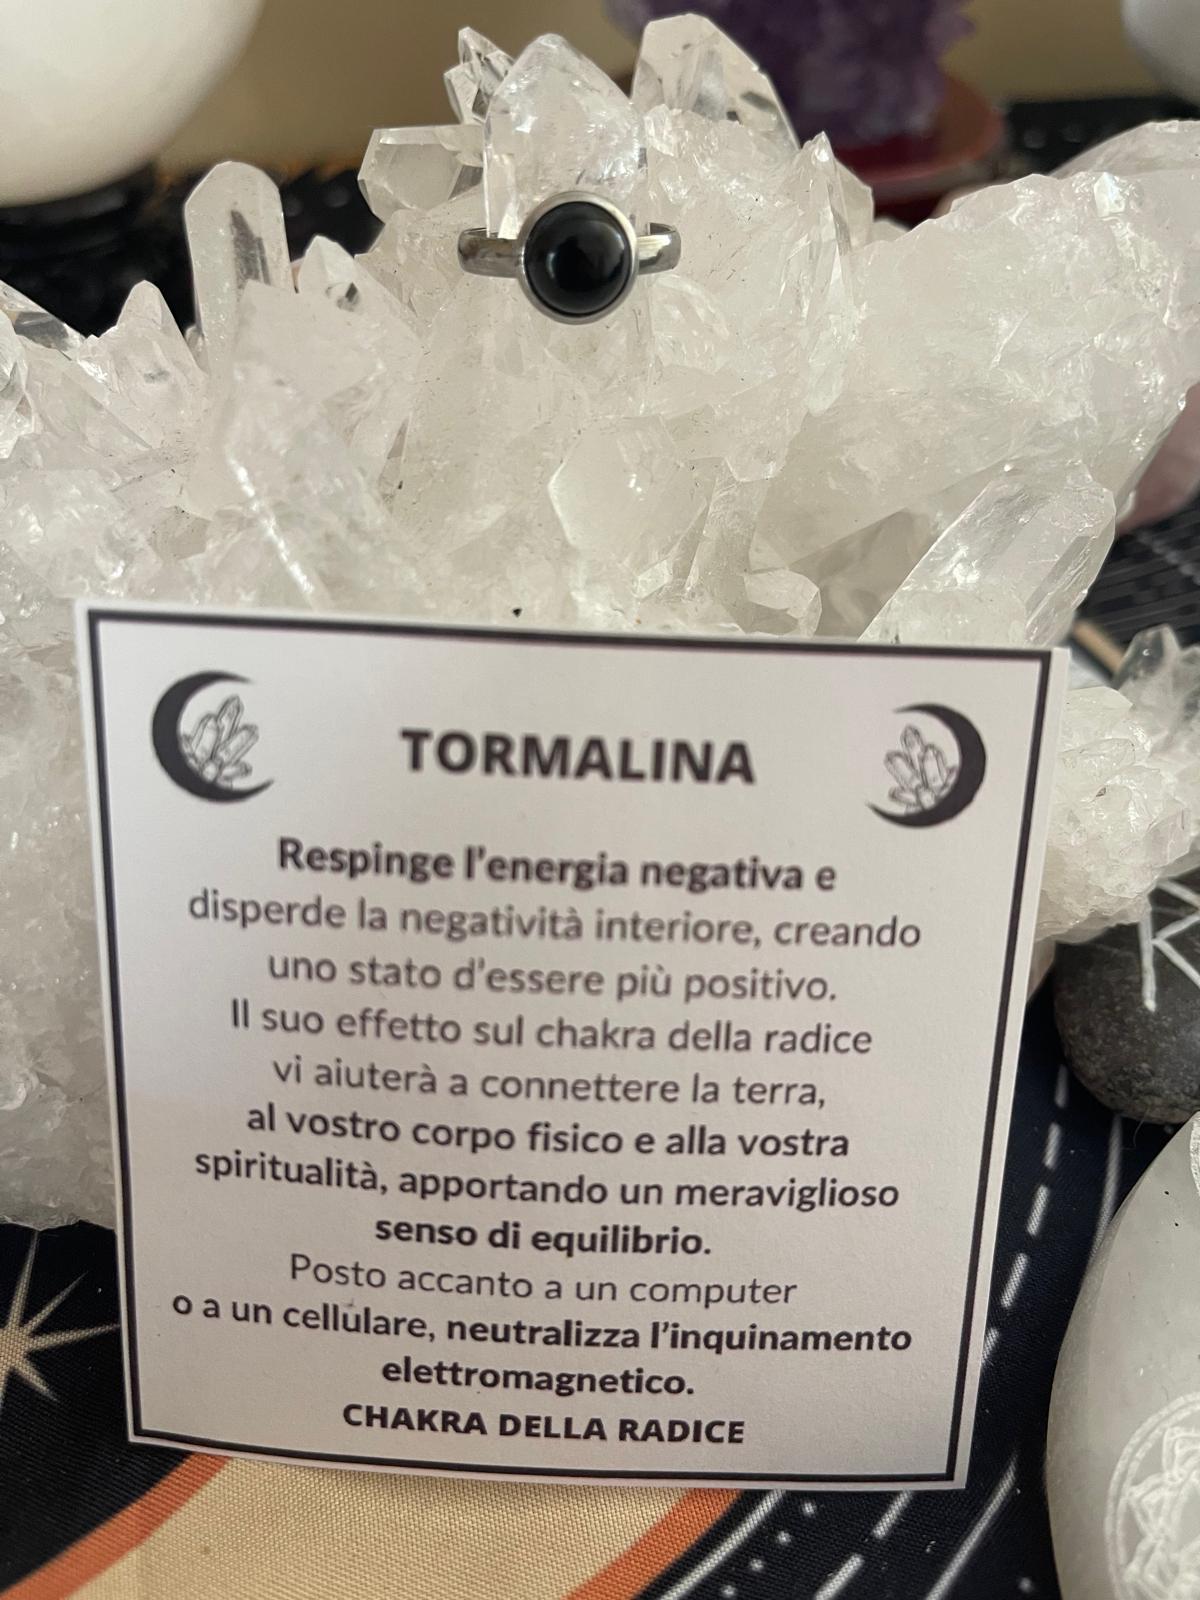 TORMALINA
Respinge l'energia negativa e
disperde la negatività interiore, creando
uno stato d'essere più positivo.
Il suo effetto sul chakra della radice
vi aiuterà a connettere la terra,
al vostro corpo fisico e alla vostra
spiritualità, apportando un meraviglioso
senso di equilibrio.
Posto accanto a un computer
o a un cellulare, neutralizza l'inquinamento
elettromagnetico.
CHAKRA DELLA RADICE